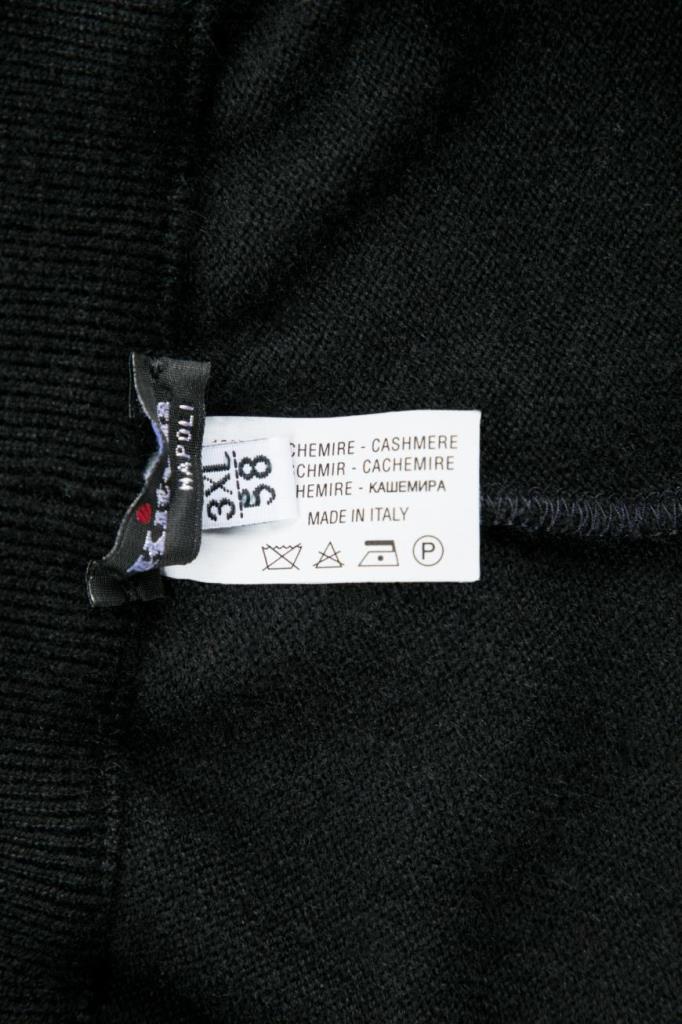 NAPOLI
3XL
58
CHEMIRE - CASHMERE
CHMIR - CACHEMIRE
HEMIRE - КАШЕМИРА
MADE IN ITALY
P